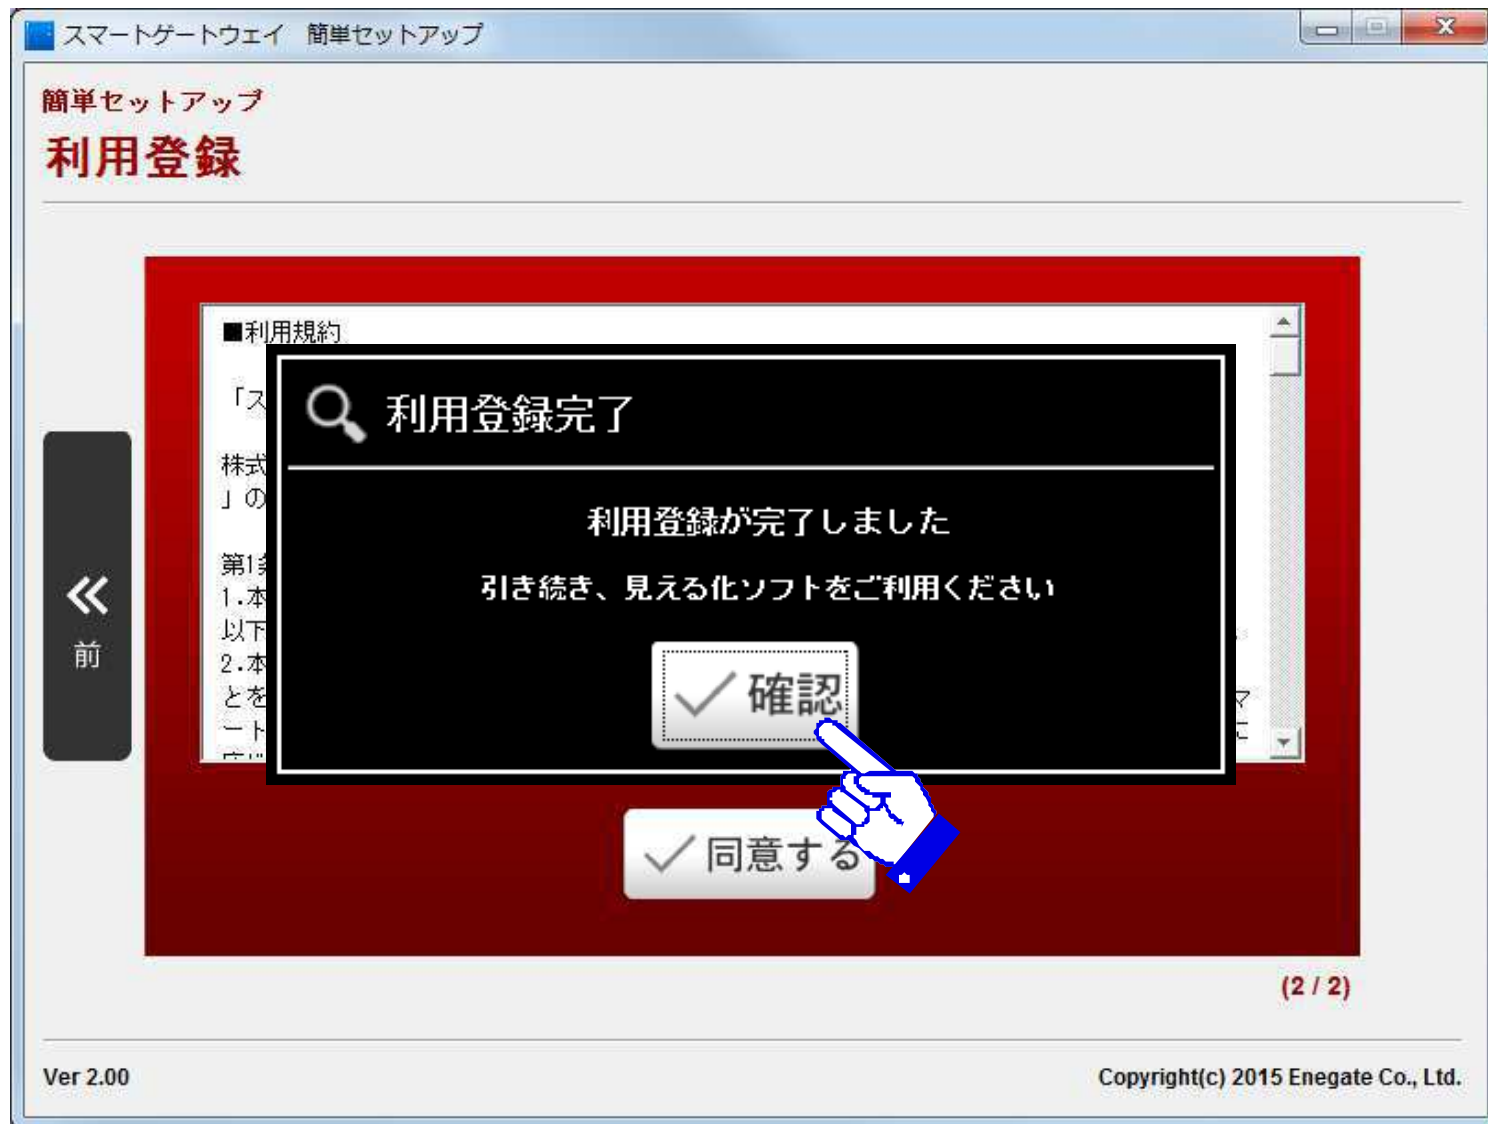 スマートゲートウェイ 簡単セットアップ
簡単セットアップ
利用登録
■利用規約
「ス
株式
」の
第1条
1.本
以下
2.本
とを
ート
利用登録完了
利用登録が完了しました
引き続き、見える化ソフトをご利用ください
確認
マ
前
同意する
(2 / 2)
Ver 2.00
Copyright(c) 2015 Enegate Co., Ltd.